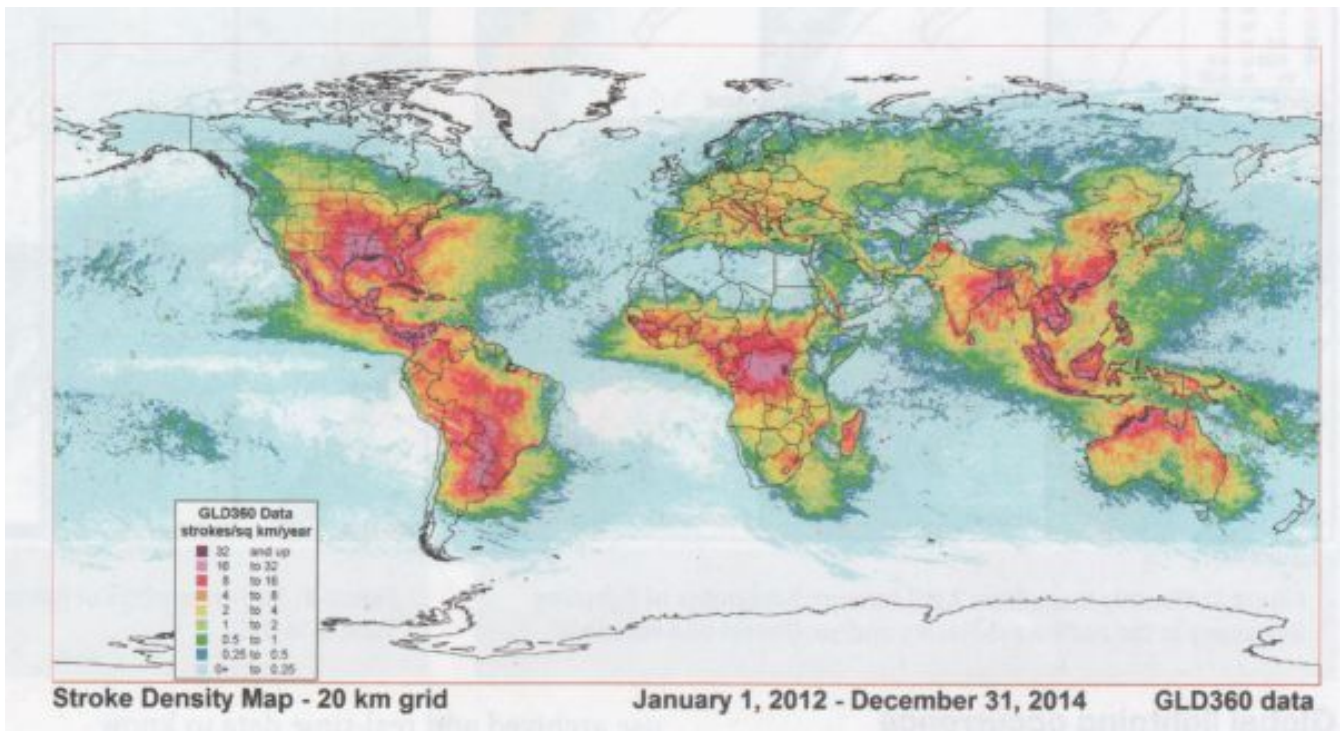 GLD360 Data
strokes/sq km/year
32 and up
16 to 32
8 to 16
4 to 8
2 to 4
1 to 2
0.5 to 1
0.25 to 0.5
0+ to 0.25
Stroke Density Map - 20 km grid January 1, 2012 - December 31, 2014 GLD360 data